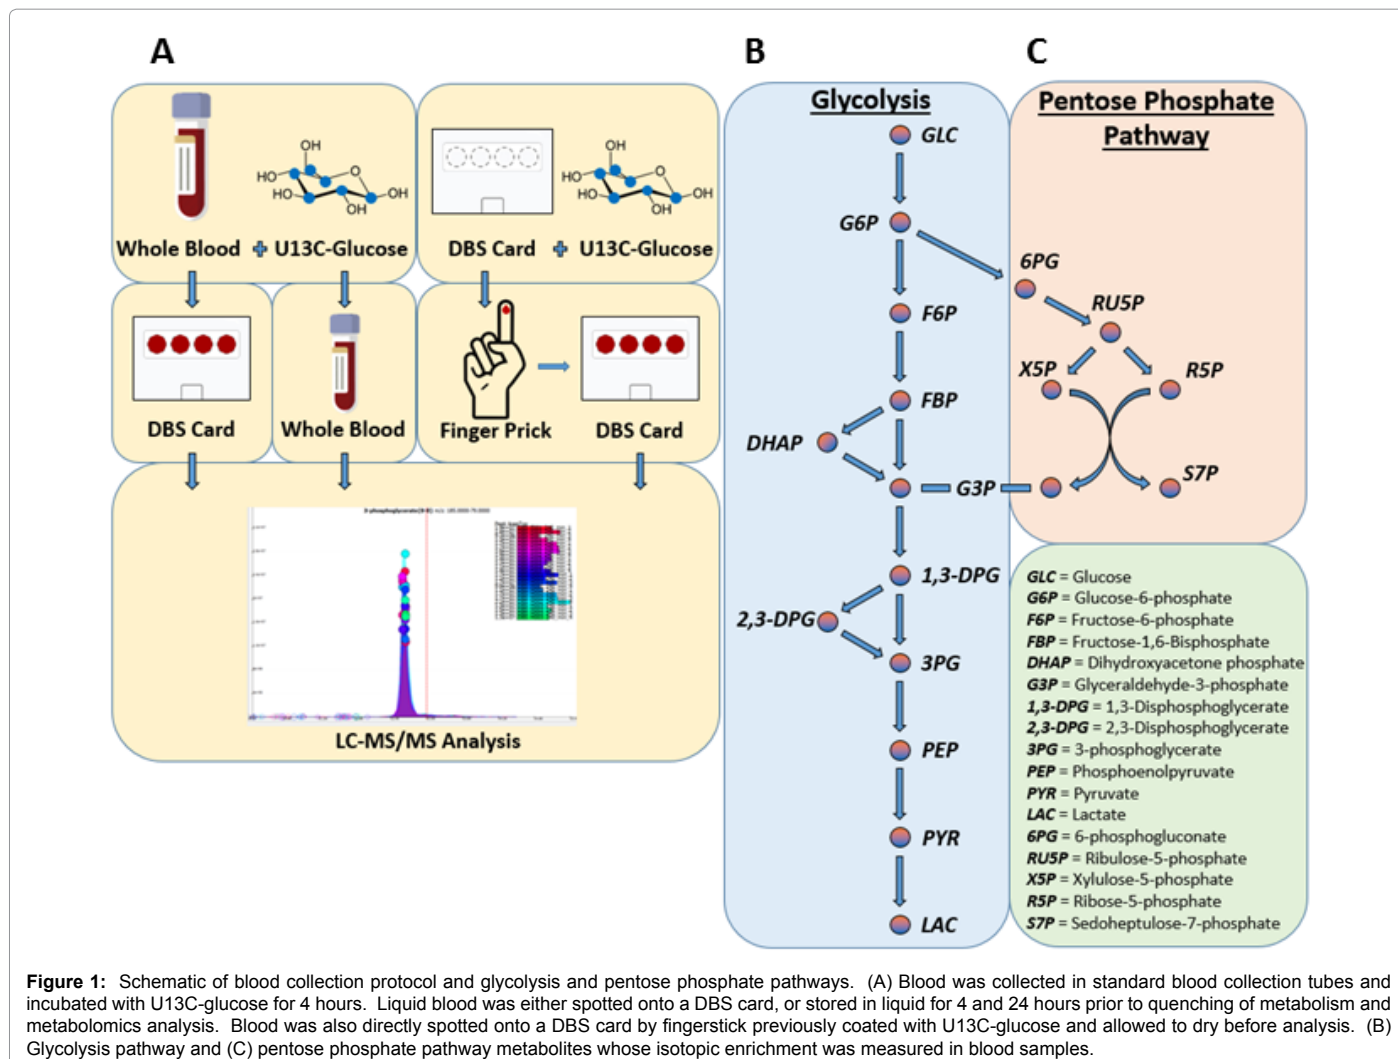 A
B
C
Whole Blood + U13C-Glucose
OH
HO
O
HO
OH
OH
DBS Card + U13C-Glucose
OH
HO
O
HO
OH
OH
DBS Card
Whole Blood
Finger Prick
DBS Card
LC-MS/MS Analysis
Glycolysis
GLC
G6P
F6P
FBP
DHAP
G3P
1,3-DPG
2,3-DPG
3PG
PEP
PYR
LAC
Pentose Phosphate
Pathway
6PG
RU5P
X5P
R5P
S7P
GLC = Glucose
G6P = Glucose-6-phosphate
F6P = Fructose-6-phosphate
FBP = Fructose-1,6-Bisphosphate
DHAP = Dihydroxyacetone phosphate
G3P = Glyceraldehyde-3-phosphate
1,3-DPG = 1,3-Disphosphoglycerate
2,3-DPG = 2,3-Disphosphoglycerate
3PG = 3-phosphoglycerate
PEP = Phosphoenolpyruvate
PYR = Pyruvate
LAC = Lactate
6PG = 6-phosphogluconate
RU5P = Ribulose-5-phosphate
X5P = Xylulose-5-phosphate
R5P = Ribose-5-phosphate
S7P = Sedoheptulose-7-phosphate
Figure 1: Schematic of blood collection protocol and glycolysis and pentose phosphate pathways. (A) Blood was collected in standard blood collection tubes and
incubated with U13C-glucose for 4 hours. Liquid blood was either spotted onto a DBS card, or stored in liquid for 4 and 24 hours prior to quenching of metabolism and
metabolomics analysis. Blood was also directly spotted onto a DBS card by fingerstick previously coated with U13C-glucose and allowed to dry before analysis. (B)
Glycolysis pathway and (C) pentose phosphate pathway metabolites whose isotopic enrichment was measured in blood samples.